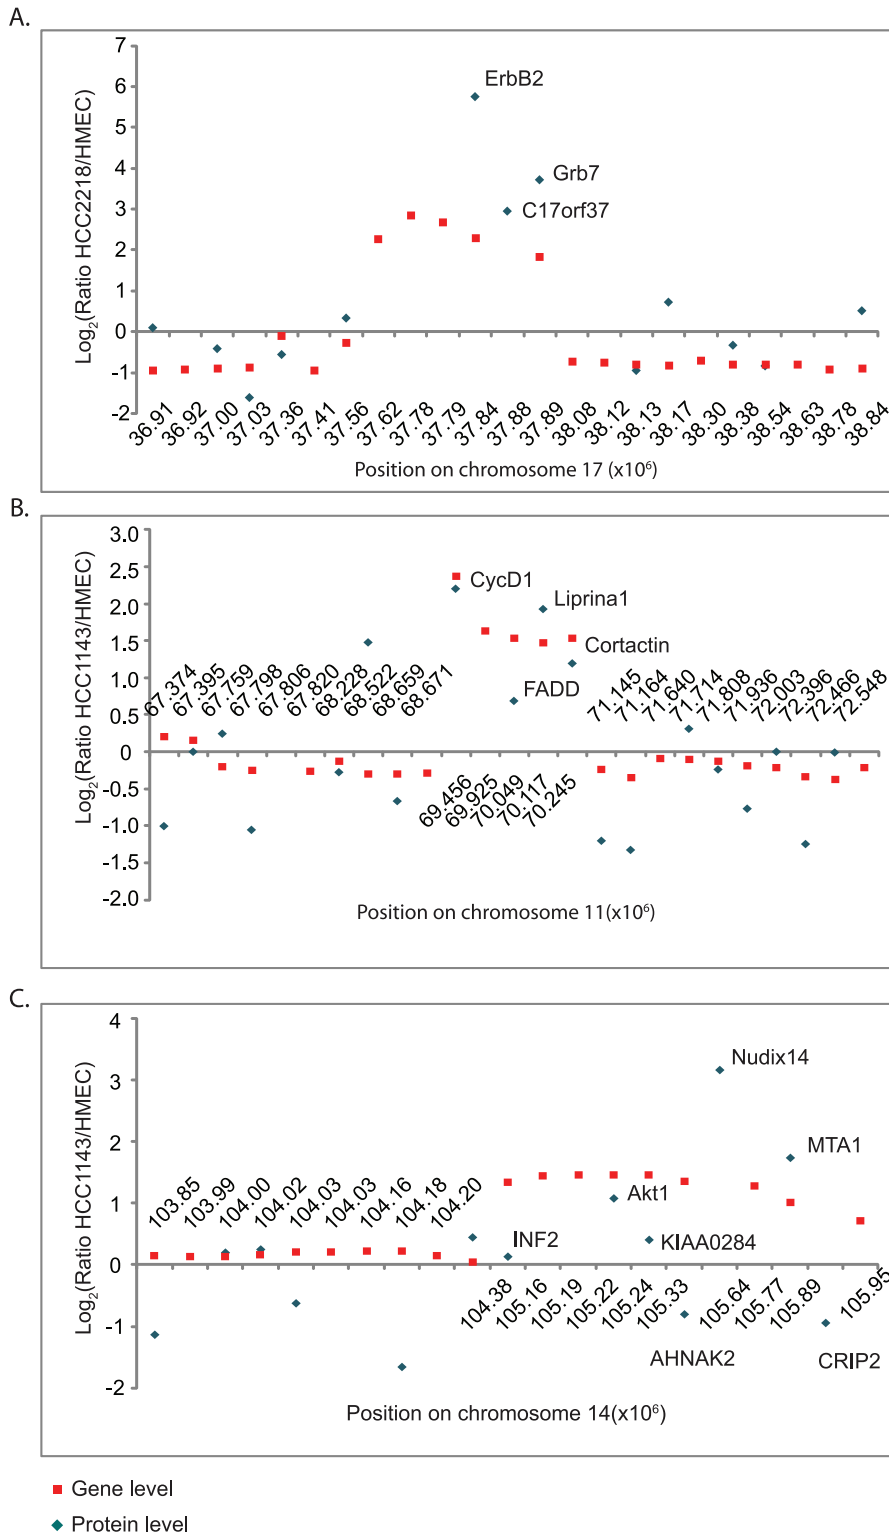 A.
7
6
5
4
3
2
1
0
-1
-2
Log2(Ratio HCC2218/HMEC)
ErbB2
Grb7
C17orf37
36.91 36.92 37.00 37.03 37.36 37.41 37.56 37.62 37.78 37.79 37.84 37.88 37.89 38.08 38.12 38.13 38.17 38.30 38.38 38.54 38.63 38.78 38.84
Position on chromosome 17 (x10⁶)
B.
3.0
2.5
2.0
1.5
1.0
0.5
0
-0.5
-1.0
-1.5
-2.0
Log2(Ratio HCC1143/HMEC)
CycD1
Liprina1
Cortactin
FADD
67.374 67.395 67.759 67.798 67.806 67.820 68.228 68.522 68.659 68.671
69.456 69.925 70.049 70.117 70.245
71.145 71.164 71.640 71.714 71.808 71.936 72.003 72.396 72.466 72.548
Position on chromosome 11(x10⁶)
C.
4
3
2
1
0
-1
-2
Log2(Ratio HCC1143/HMEC)
Nudix14
MTA1
Akt1
INF2
KIAA0284
AHNAK2
CRIP2
103.85 103.99 104.00 104.02 104.03 104.03 104.16 104.18 104.20
104.38 105.16 105.19 105.22 105.24 105.33 105.64 105.77 105.89 105.95
Position on chromosome 14(x10⁶)
Gene level
Protein level